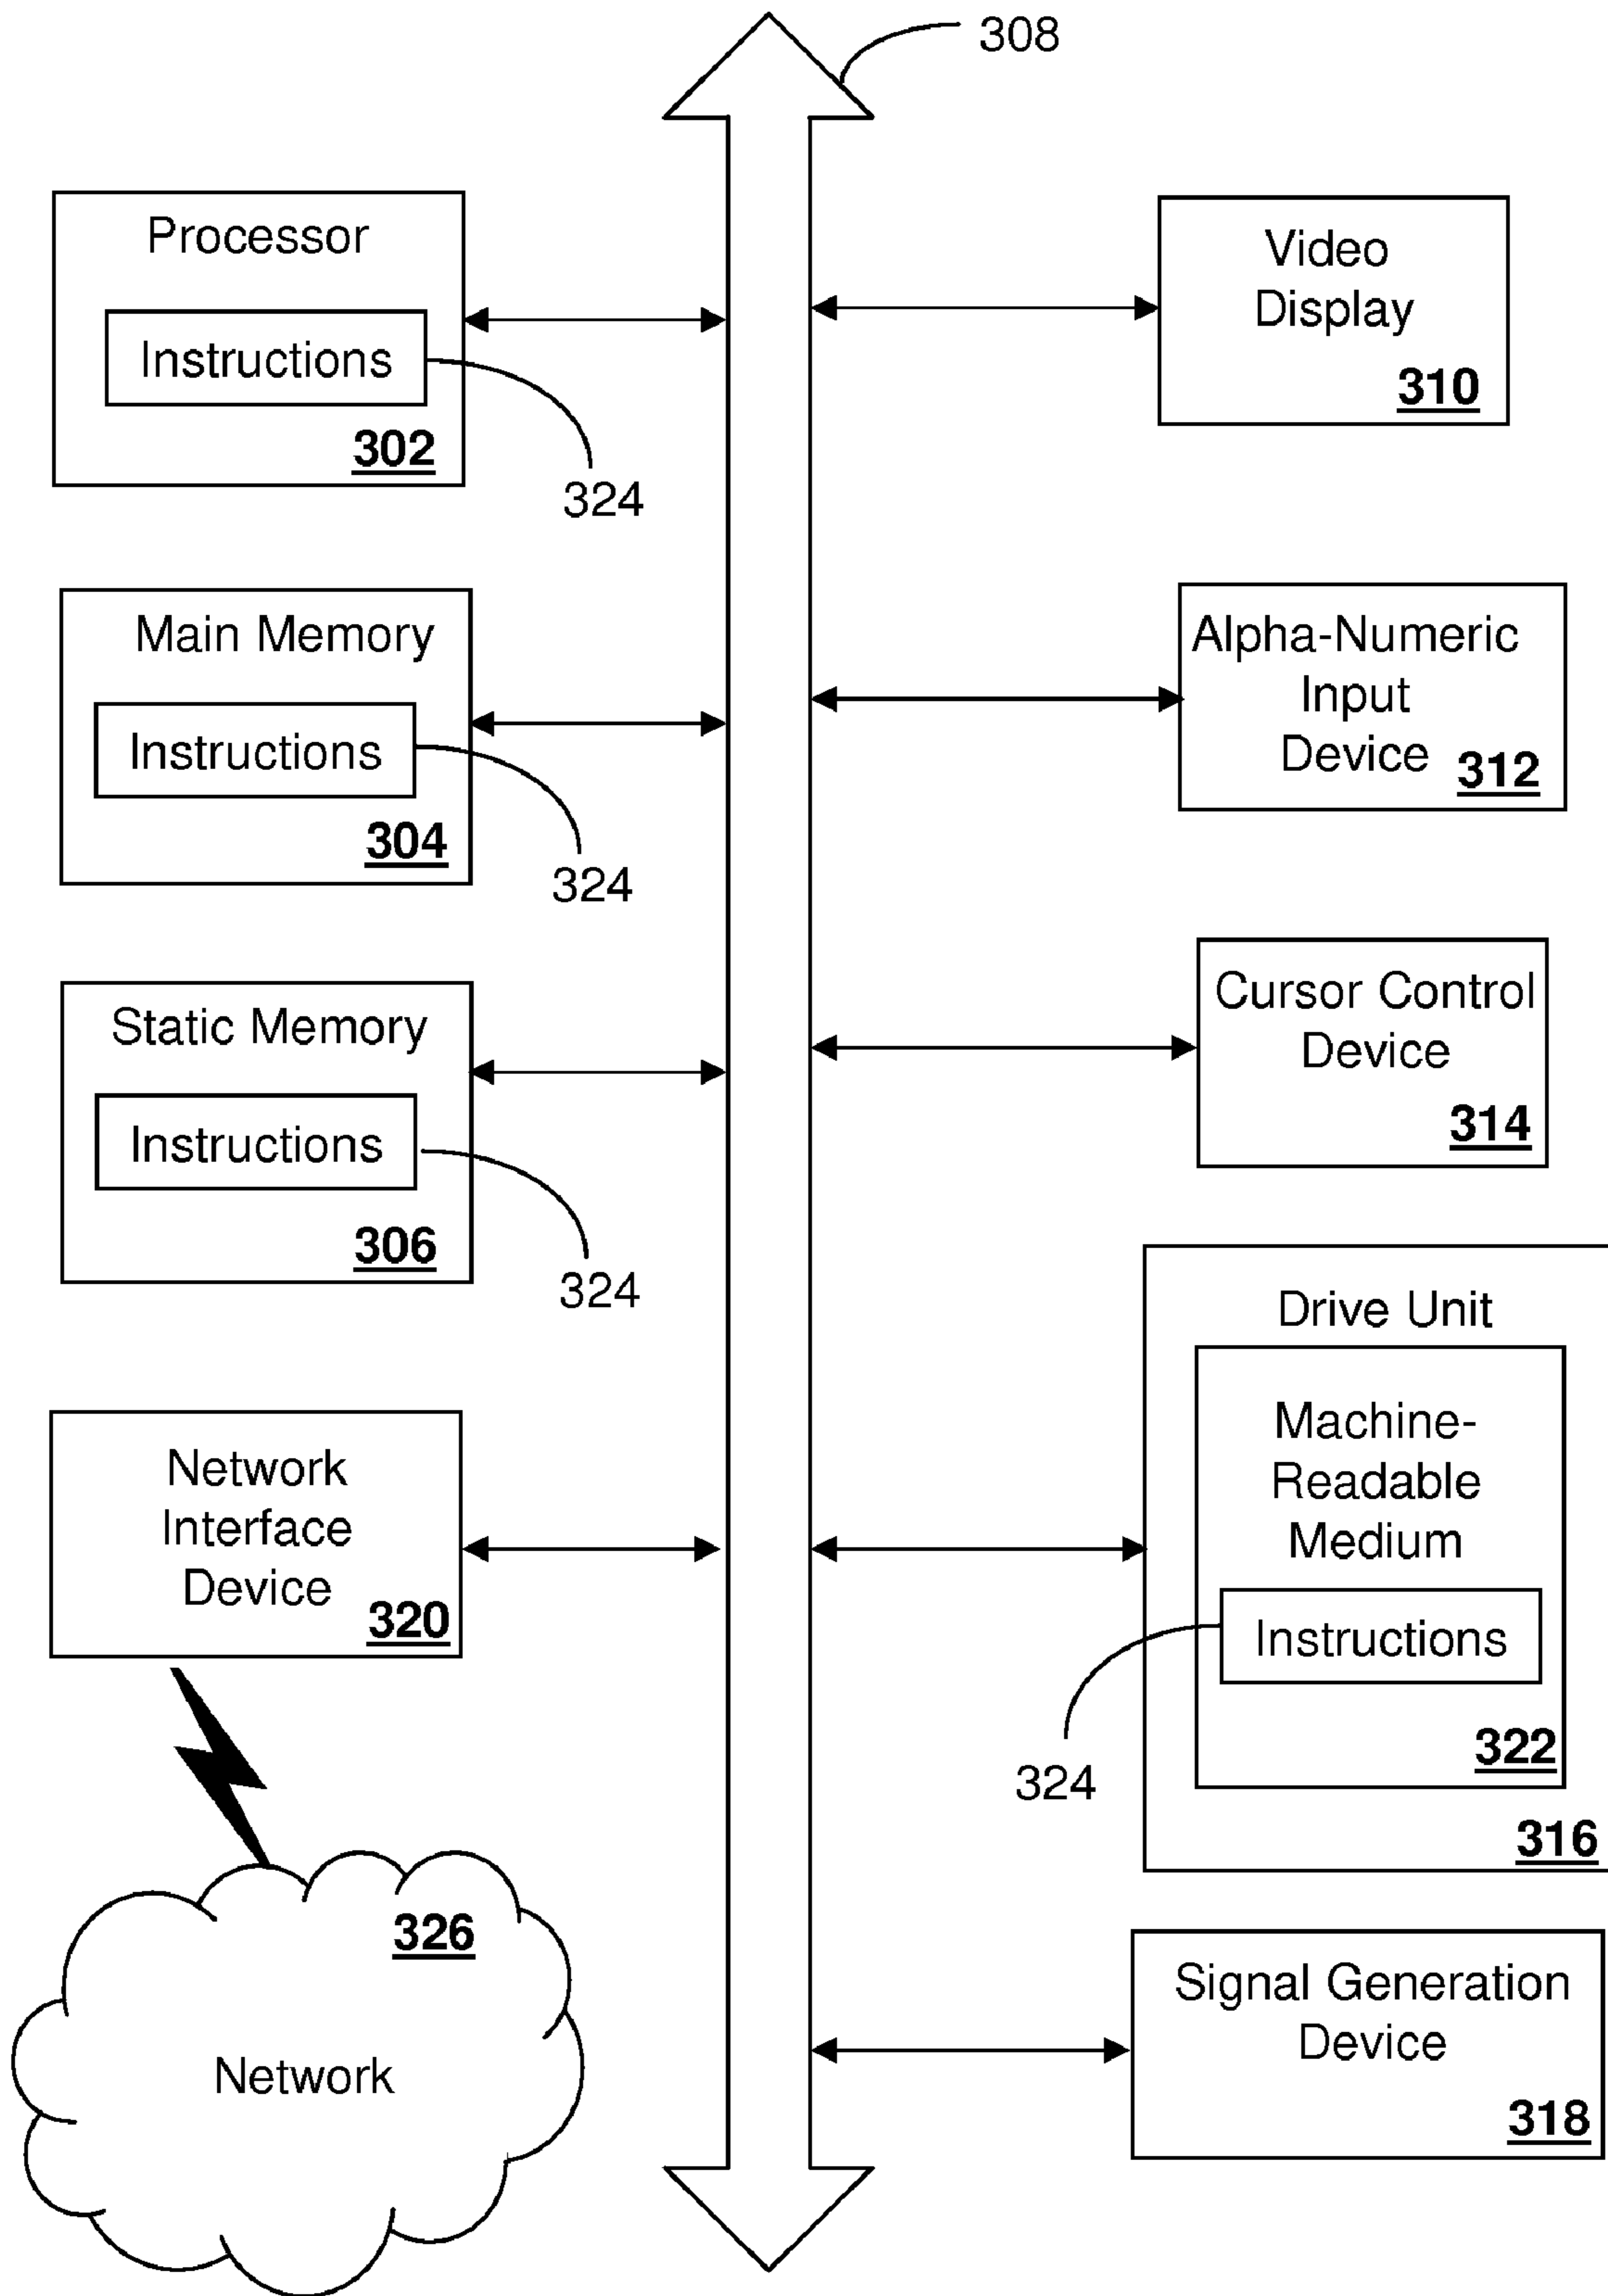 308
Processor
Instructions
302
324
Main Memory
Instructions
304
324
Static Memory
Instructions
306
324
Network
Interface
Device
320
326
Network
Video
Display
310
Alpha-Numeric
Input
Device 312
Cursor Control
Device
314
Drive Unit
Machine-
Readable
Medium
Instructions
322
324
316
Signal Generation
Device
318